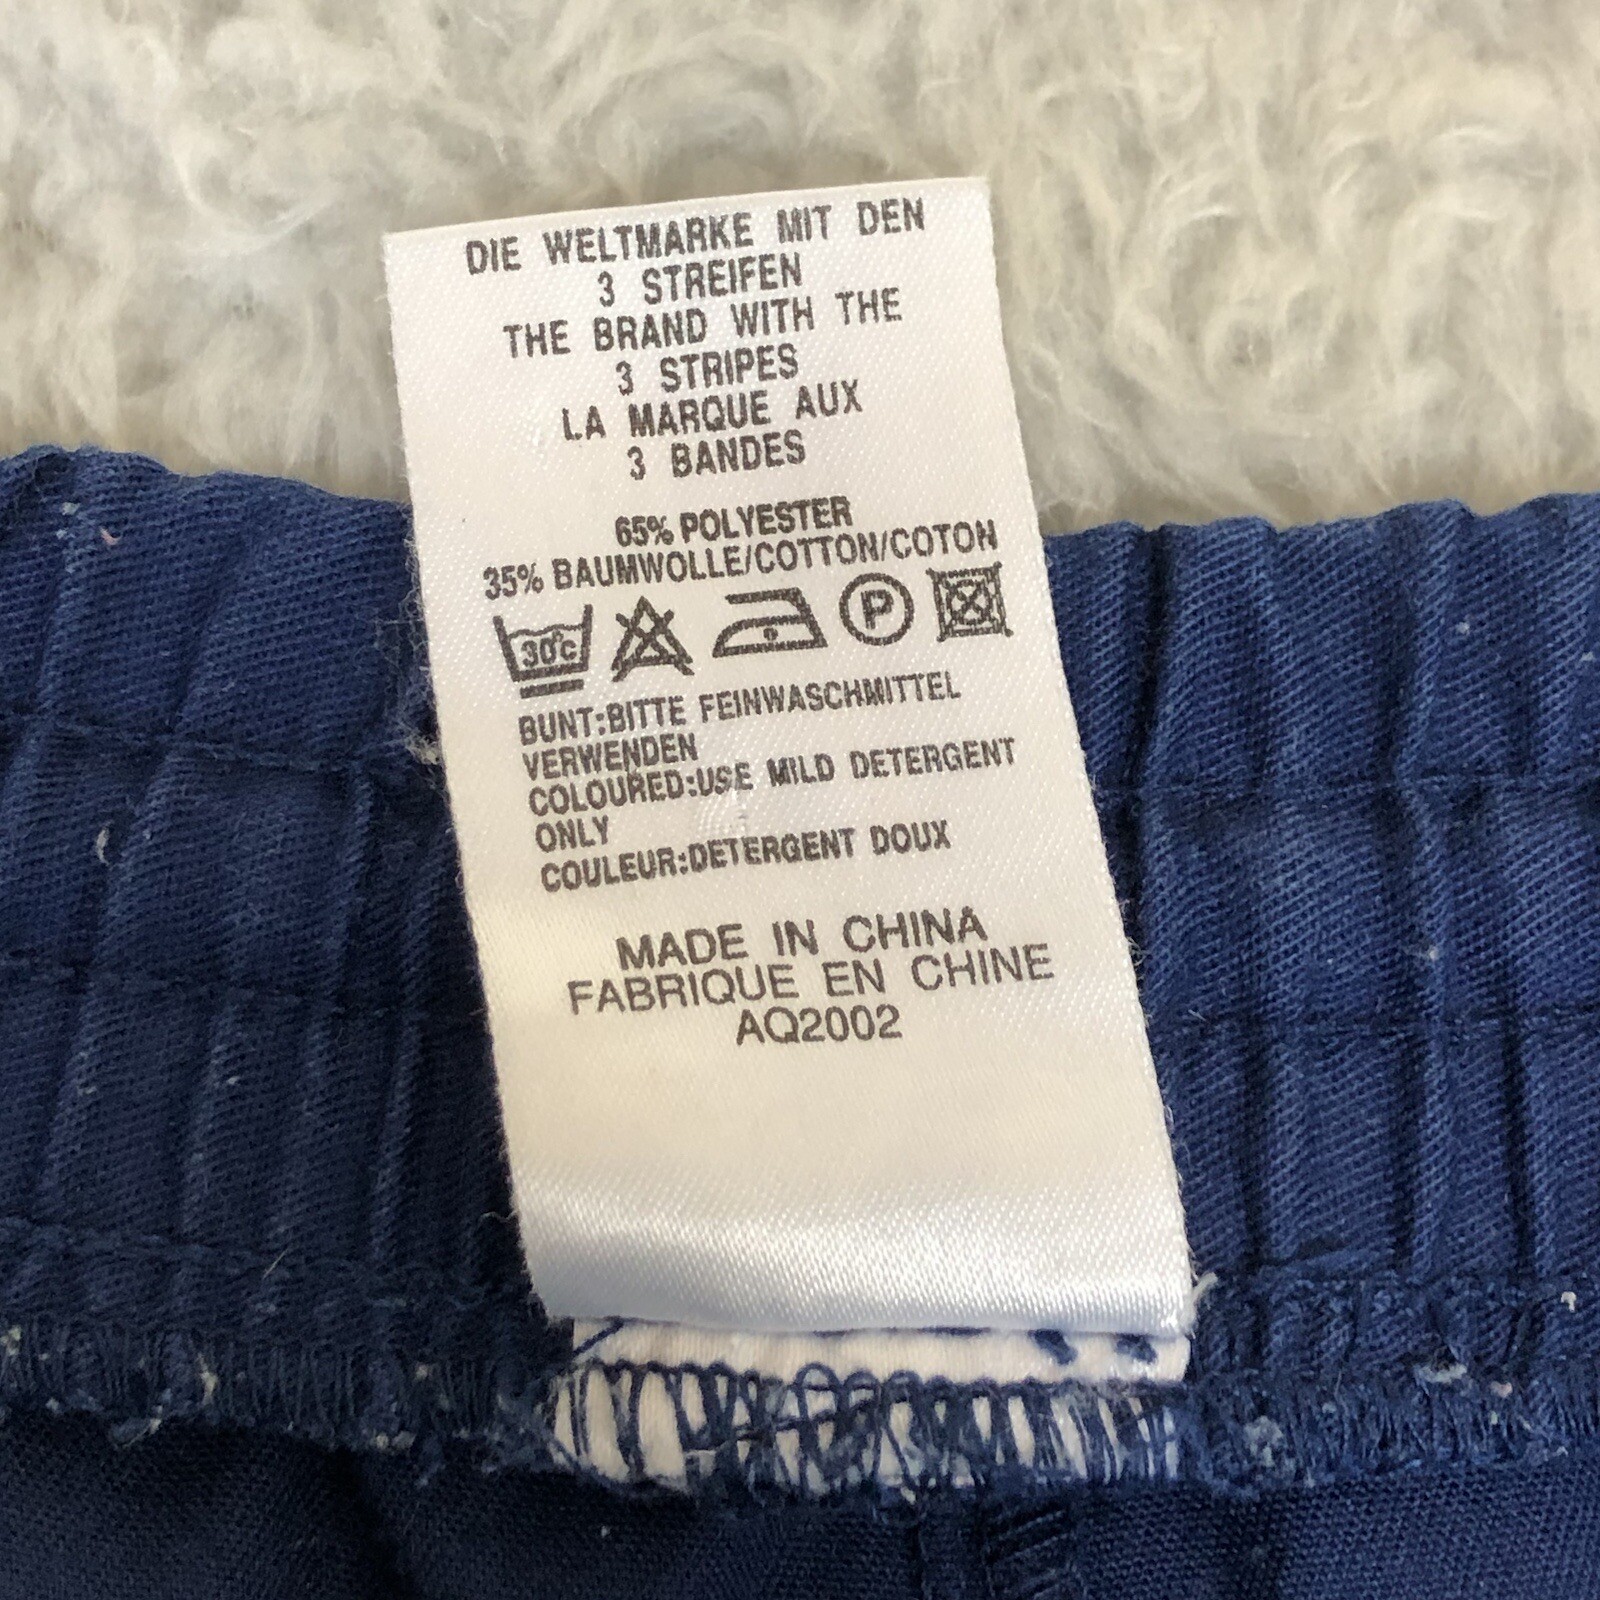 DIE WELTMARKE MIT DEN
3 STREIFEN
THE BRAND WITH THE
3 STRIPES
LA MARQUE AUX
3 BANDES
65% POLYESTER
35% BAUMWOLLE/COTTON/COTON
30°C P
BUNT:BITTE FEINWASCHMITTEL
VERWENDEN
COLOURED:USE MILD DETERGENT
ONLY
COULEUR:DETERGENT DOUX
MADE IN CHINA
FABRIQUE EN CHINE
AQ2002